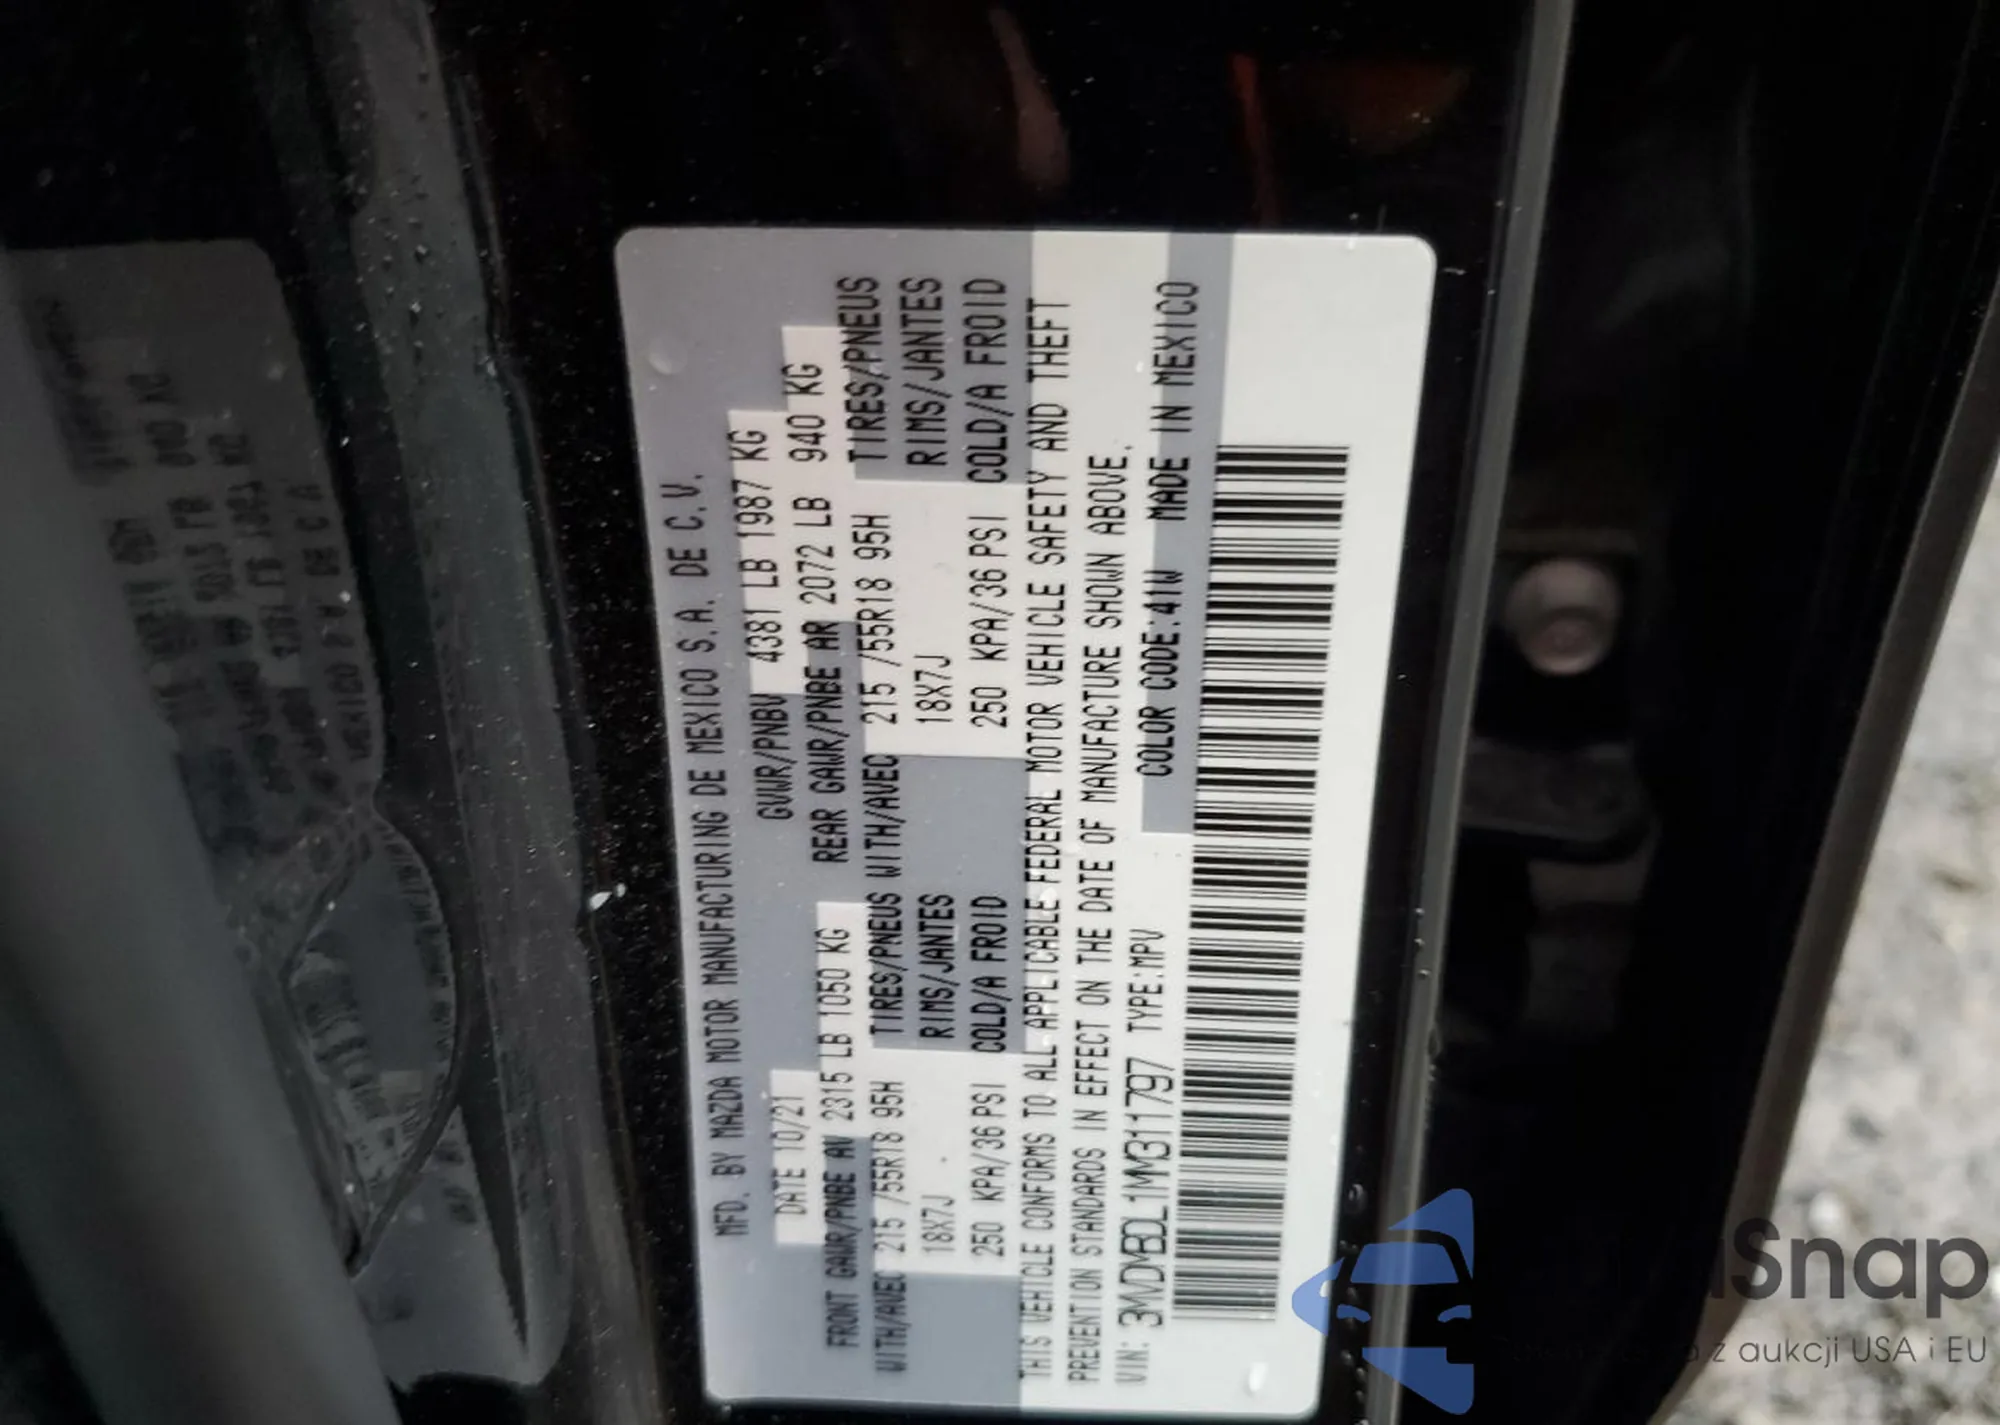 MFD. BY MAZDA MOTOR MANUFACTURING DE MEXICO S.A. DE C.V.
DATE 10/21 GVWR/PNBV 4381 LB 1987 KG
FRONT GAWR/PNBE AV 2315 LB 1050 KG REAR GAWR/PNBE AR 2072 LB 940 KG
WITH/AVEC 215 /55R18 95H TIRES/PNEUS WITH/AVEC 215 /55R18 95H TIRES/PNEUS
18X7J RIMS/JANTES 18X7J RIMS/JANTES
250 KPA/36 PSI COLD/A FROID 250 KPA/36 PSI COLD/A FROID
THIS VEHICLE CONFORMS TO ALL APPLICABLE FEDERAL MOTOR VEHICLE SAFETY AND THEFT
PREVENTION STANDARDS IN EFFECT ON THE DATE OF MANUFACTURE SHOWN ABOVE.
VIN: 3MVDMBDL1MM311797 TYPE:MPV COLOR CODE:41W MADE IN MEXICO
Snap
z aukcji USA i EU